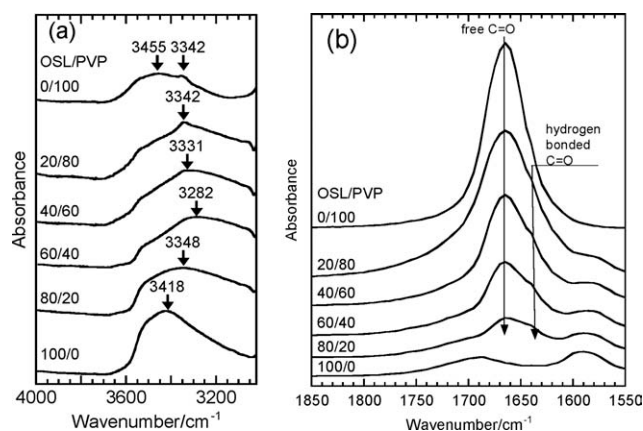 (a)
3455 3342
OSL/PVP
0/100
3342
20/80
3331
40/60
3282
60/40
3348
80/20
3418
100/0
Absorbance
4000 3600 3200
Wavenumber/cm-1
(b)
free C=O
hydrogen
bonded
C=O
OSL/PVP
0/100
20/80
40/60
60/40
80/20
100/0
Absorbance
1850 1800 1750 1700 1650 1600 1550
Wavenumber/cm-1